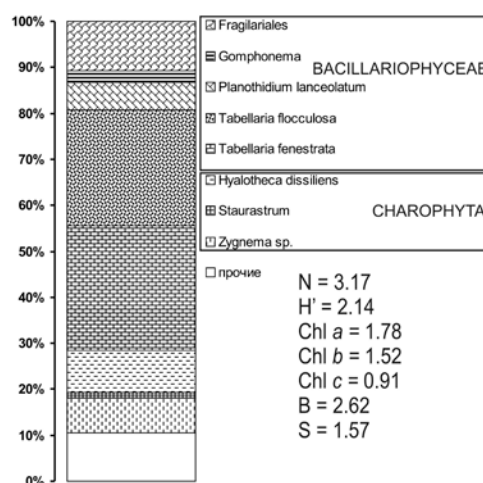 100%
90%
80%
70%
60%
50%
40%
30%
20%
10%
0%
Fragilariales
Gomphonema
BACILLARIOPHYCEAE
Planothidium lanceolatum
Tabellaria flocculosa
Tabellaria fenestrata
Hyalotheca dissiliens
Staurastrum
CHAROPHYTA
Zygnema sp.
прочие
N = 3.17
H' = 2.14
Chl a = 1.78
Chl b = 1.52
Chl c = 0.91
B = 2.62
S = 1.57